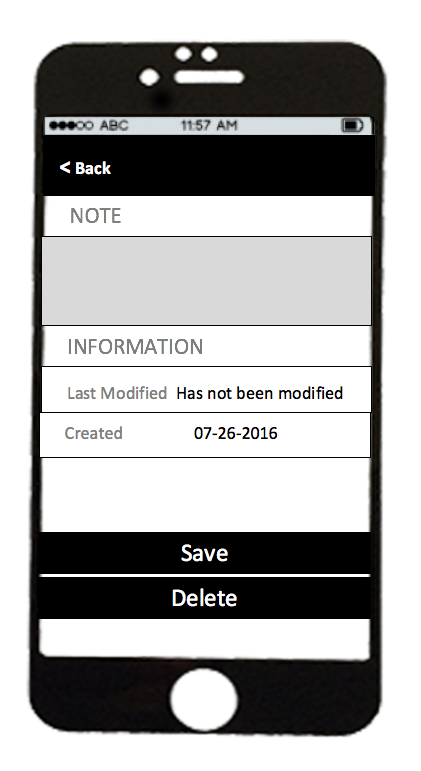 ABC 11:57 AM
< Back
NOTE
INFORMATION
Last Modified Has not been modified
Created 07-26-2016
Save
Delete